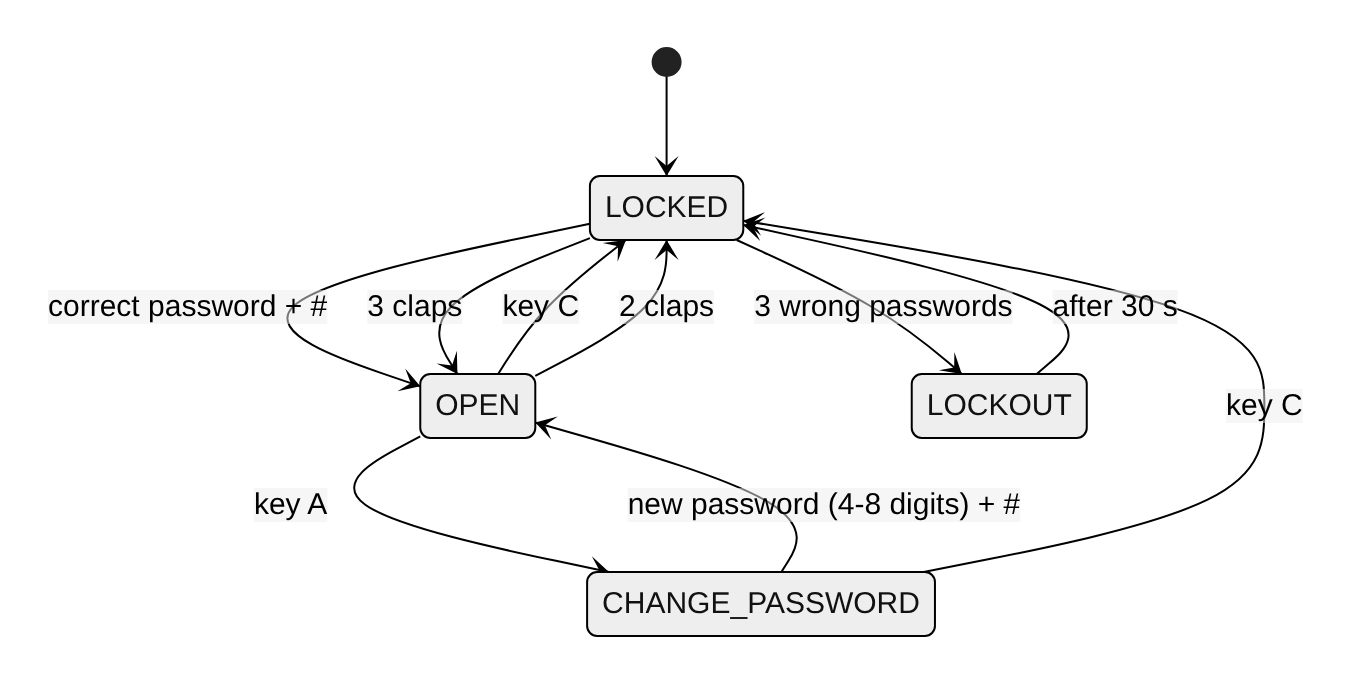 LOCKED
correct password + #
3 claps
key C
2 claps
3 wrong passwords
after 30 s
OPEN
LOCKOUT
key C
key A
new password (4-8 digits) + #
CHANGE_PASSWORD